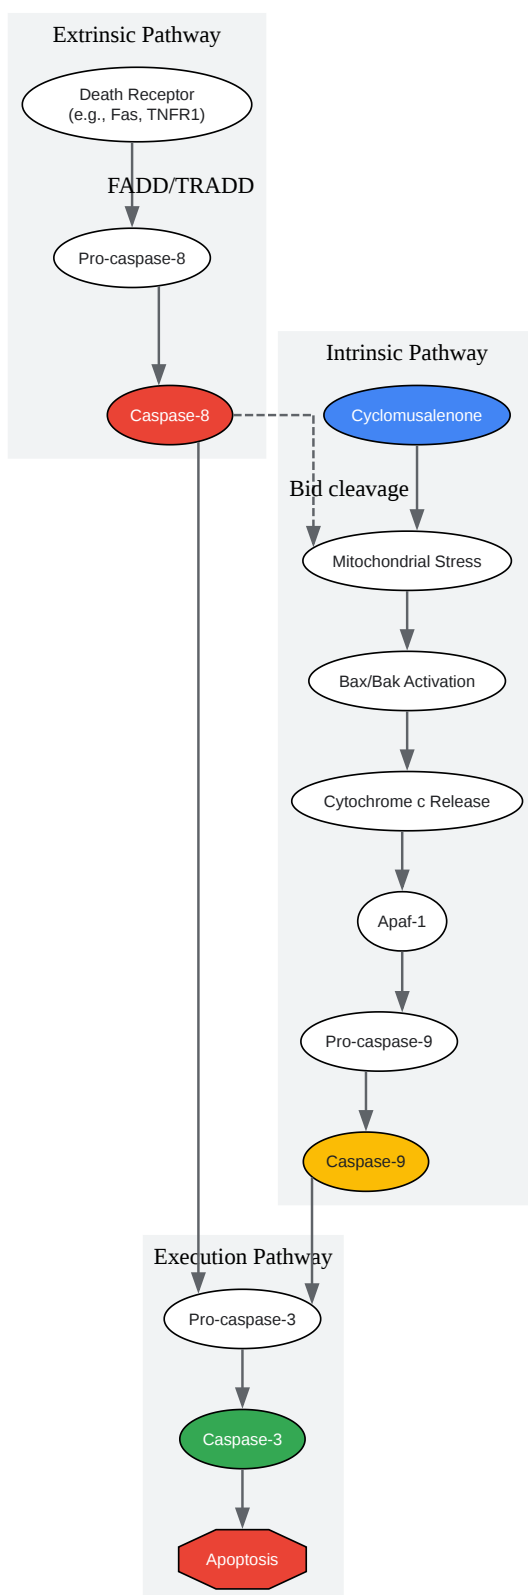 Extrinsic Pathway
Death Receptor
(e.g., Fas, TNFR1)
FADD/TRADD
Pro-caspase-8
Caspase-8
Intrinsic Pathway
Cyclomusalenone
Bid cleavage
Mitochondrial Stress
Bax/Bak Activation
Cytochrome c Release
Apaf-1
Pro-caspase-9
Caspase-9
Execution Pathway
Pro-caspase-3
Caspase-3
Apoptosis